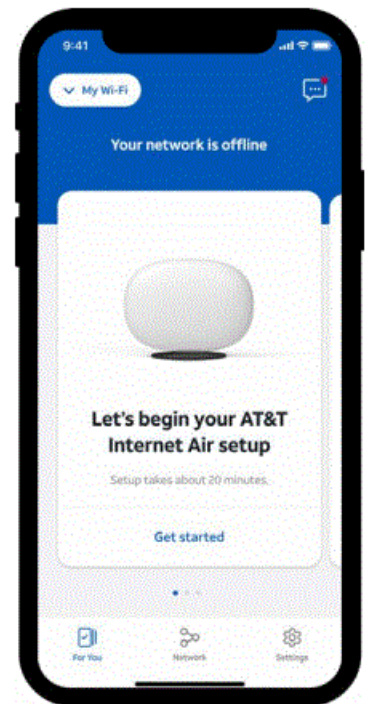 9:41
My Wi-Fi
Your network is offline
Let's begin your AT&T
Internet Air setup
Setup takes about 20 minutes.
Get started
For You
Network
Settings